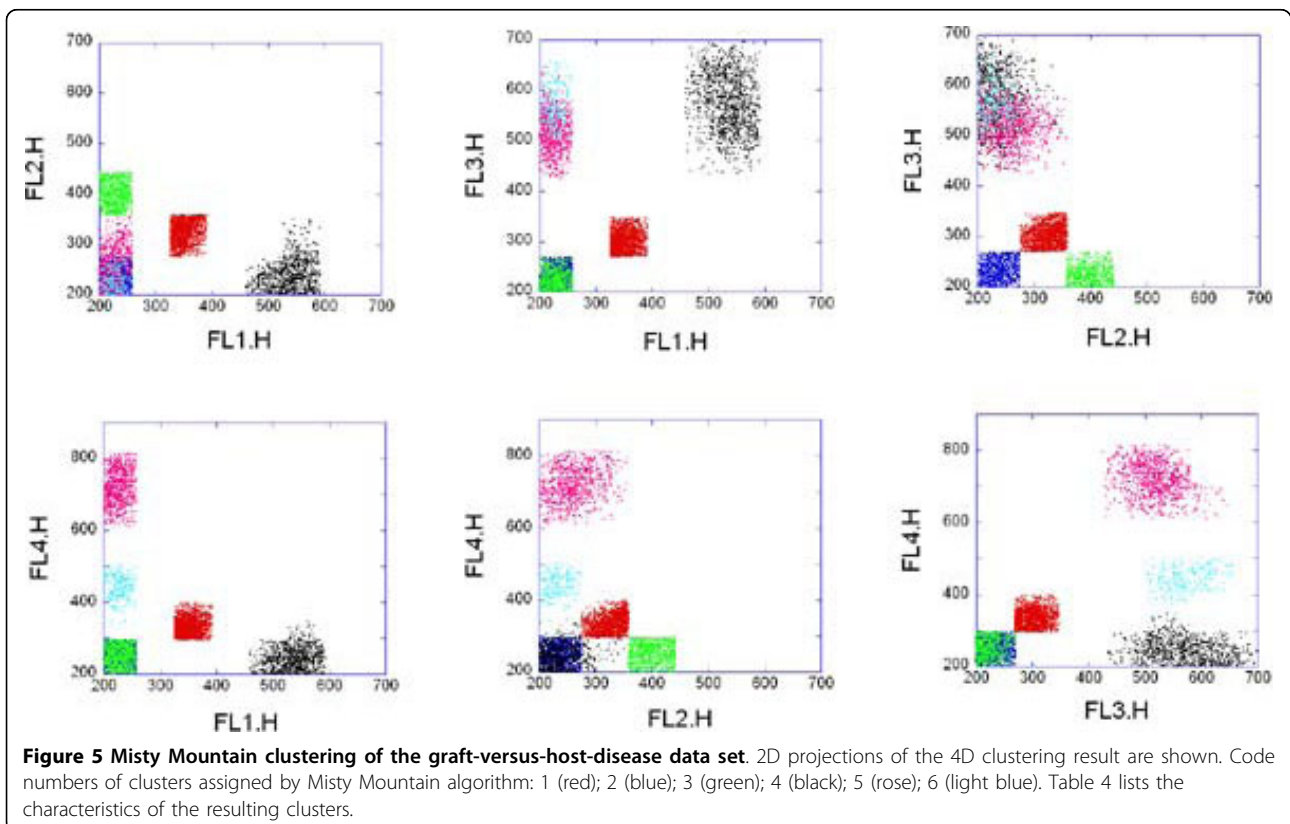 700
600
500
400
300
200
FL2.H
200 300 400 500 600 700
FL1.H
700
600
500
400
300
200
FL3.H
200 300 400 500 600 700
FL1.H
700
600
500
400
300
200
FL3.H
200 300 400 500 600 700
FL2.H
800
600
400
200
FL4.H
200 300 400 500 600 700
FL1.H
800
600
400
200
FL4.H
200 300 400 500 600 700
FL2.H
800
600
400
200
FL4.H
200 300 400 500 600 700
FL3.H
Figure 5 Misty Mountain clustering of the graft-versus-host-disease data set. 2D projections of the 4D clustering result are shown. Code
numbers of clusters assigned by Misty Mountain algorithm: 1 (red); 2 (blue); 3 (green); 4 (black); 5 (rose); 6 (light blue). Table 4 lists the
characteristics of the resulting clusters.